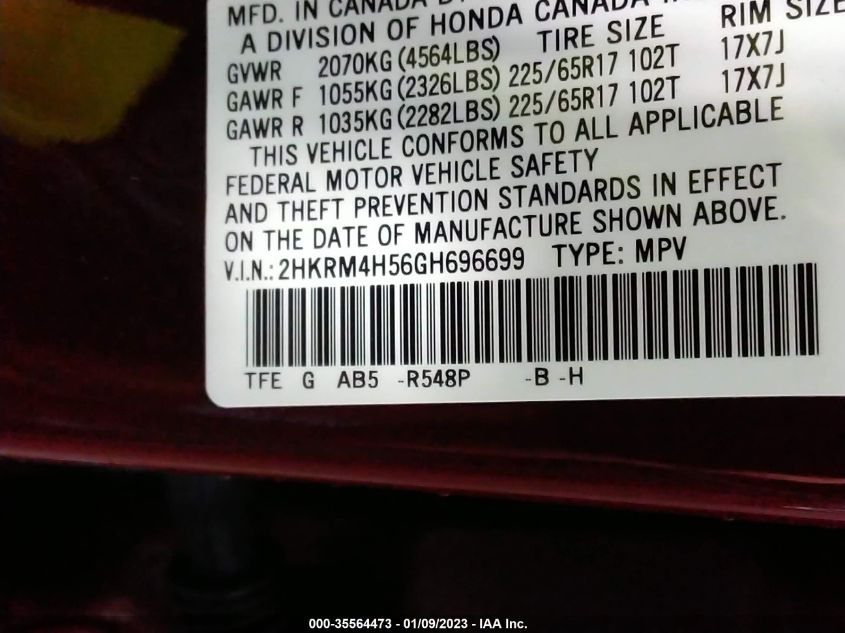 MFD. IN CANADA
A DIVISION OF HONDA CANADA
TIRE SIZE RIM SIZE
GVWR 2070KG (4564LBS)
GAWR F 1055KG (2326LBS) 225/65R17 102T 17X7J
GAWR R 1035KG (2282LBS) 225/65R17 102T 17X7J
THIS VEHICLE CONFORMS TO ALL APPLICABLE
FEDERAL MOTOR VEHICLE SAFETY
AND THEFT PREVENTION STANDARDS IN EFFECT
ON THE DATE OF MANUFACTURE SHOWN ABOVE.
V.I.N.: 2HKRM4H56GH696699 TYPE: MPV
TFE G AB5 -R548P -B -H
000-35564473 - 01/09/2023 - IAA Inc.